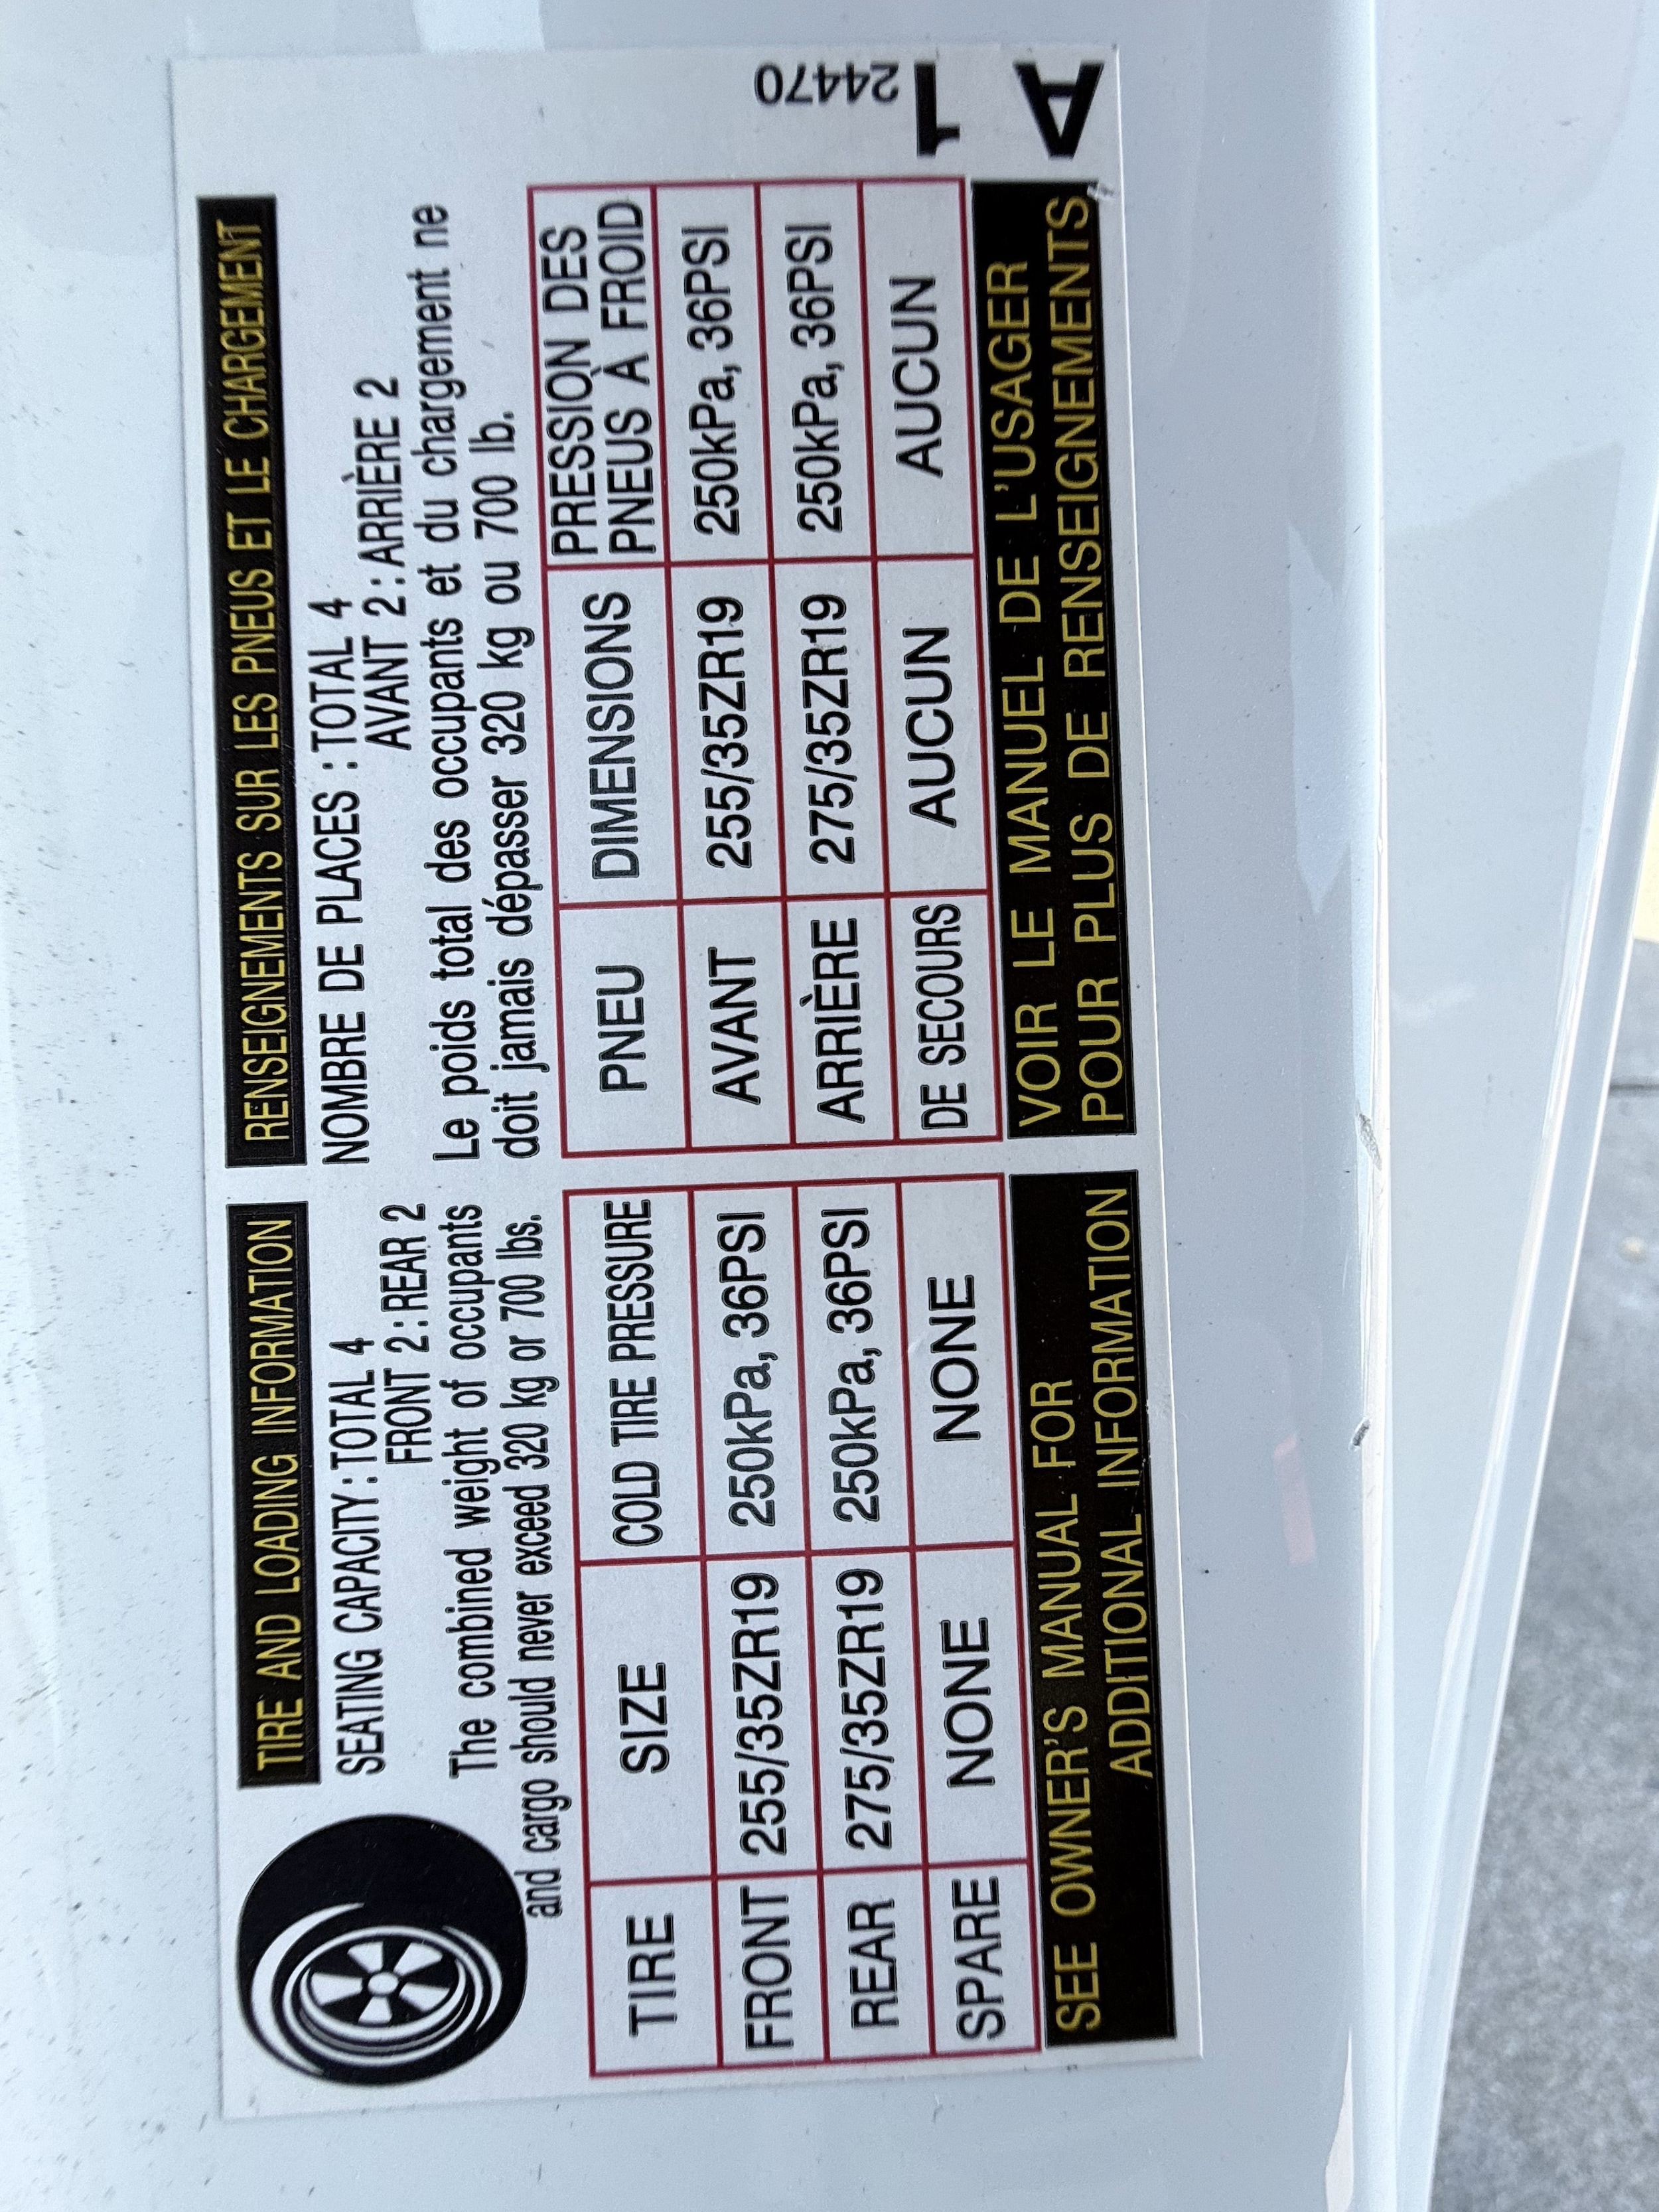 TIRE AND LOADING INFORMATION
SEATING CAPACITY : TOTAL 4
FRONT 2 : REAR 2
The combined weight of occupants
and cargo should never exceed 320 kg or 700 lbs.
TIRE SIZE COLD TIRE PRESSURE
FRONT 255/35ZR19 250kPa, 36PSI
REAR 275/35ZR19 250kPa, 36PSI
SPARE NONE NONE
SEE OWNER'S MANUAL FOR
ADDITIONAL INFORMATION
RENSEIGNEMENTS SUR LES PNEUS ET LE CHARGEMENT
NOMBRE DE PLACES : TOTAL 4
AVANT 2 : ARRIÈRE 2
Le poids total des occupants et du chargement ne
doit jamais dépasser 320 kg ou 700 lb.
PNEU DIMENSIONS PRESSION DES
PNEUS À FROID
AVANT 255/35ZR19 250kPa, 36PSI
ARRIÈRE 275/35ZR19 250kPa, 36PSI
DE SECOURS AUCUN AUCUN
VOIR LE MANUEL DE L'USAGER
POUR PLUS DE RENSEIGNEMENTS
24470
1
A